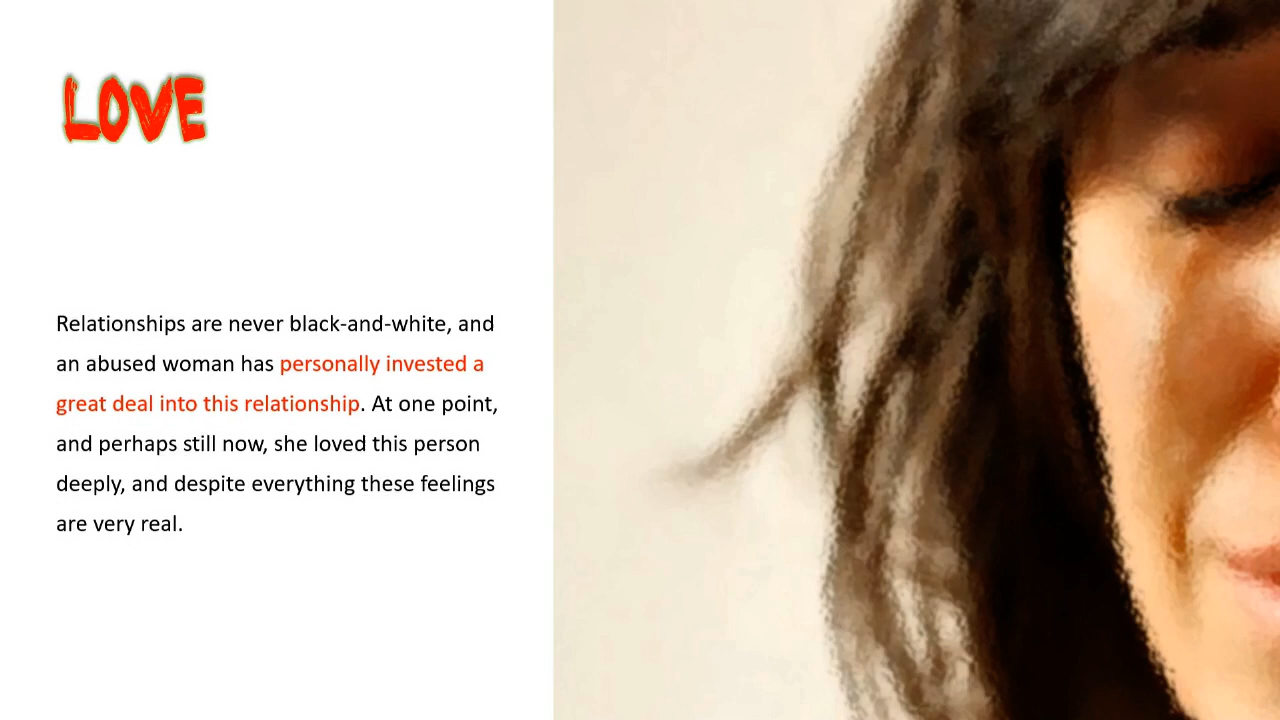 LOVE
Relationships are never black-and-white, and
an abused woman has personally invested a
great deal into this relationship. At one point,
and perhaps still now, she loved this person
deeply, and despite everything these feelings
are very real.